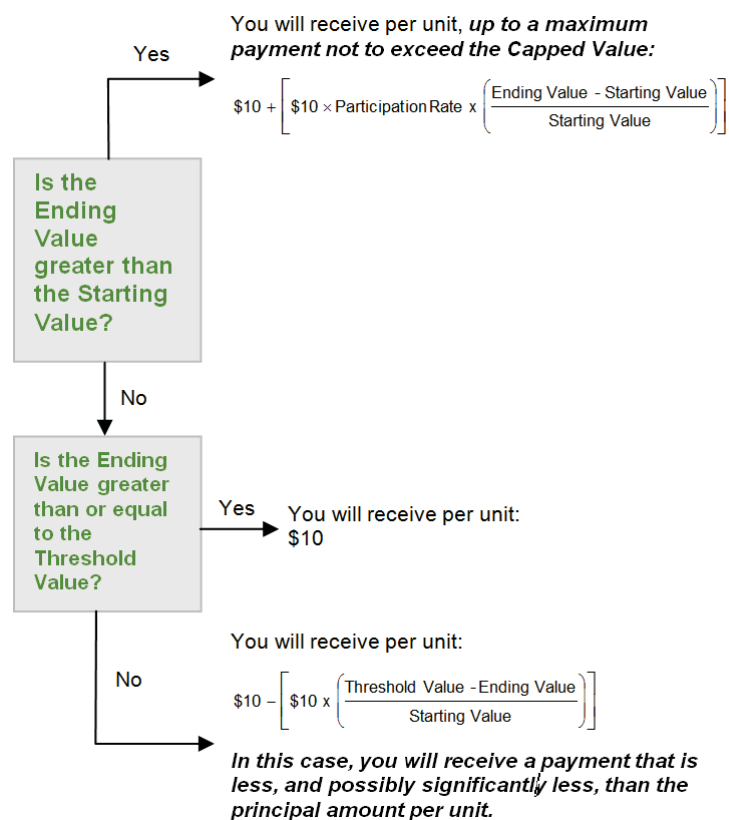 You will receive per unit, up to a maximum
payment not to exceed the Capped Value:
Yes
$10 + [ $10 × Participation Rate x ( Ending Value - Starting Value / Starting Value ) ]
Is the
Ending
Value
greater than
the Starting
Value?
No
Is the Ending
Value greater
than or equal
to the
Threshold
Value?
Yes
You will receive per unit:
$10
No
You will receive per unit:
$10 – [ $10 x ( Threshold Value - Ending Value / Starting Value ) ]
In this case, you will receive a payment that is
less, and possibly significantly less, than the
principal amount per unit.